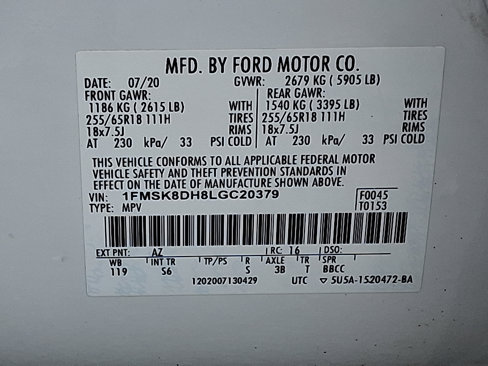 MFD. BY FORD MOTOR CO.
DATE: 07/20 GVWR: 2679 KG (5905 LB)
FRONT GAWR: REAR GAWR:
1186 KG (2615 LB) WITH 1540 KG (3395 LB) WITH
255/65R18 111H TIRES 255/65R18 111H TIRES
18x7.5J RIMS 18x7.5J RIMS
AT 230 kPa/ 33 PSI COLD AT 230 kPa/ 33 PSI COLD
THIS VEHICLE CONFORMS TO ALL APPLICABLE FEDERAL MOTOR
VEHICLE SAFETY AND THEFT PREVENTION STANDARDS IN
EFFECT ON THE DATE OF MANUFACTURE SHOWN ABOVE.
VIN: 1FMSK8DH8LGC20379 F0045
TYPE: MPV T0153
EXT PNT: AZ RC: 16 DSO:
WB INT TR TP/PS R AXLE TR SPR
119 S6 S 3B T BBCC
1202007130429 UTC ▽ 5U5A-1520472-BA